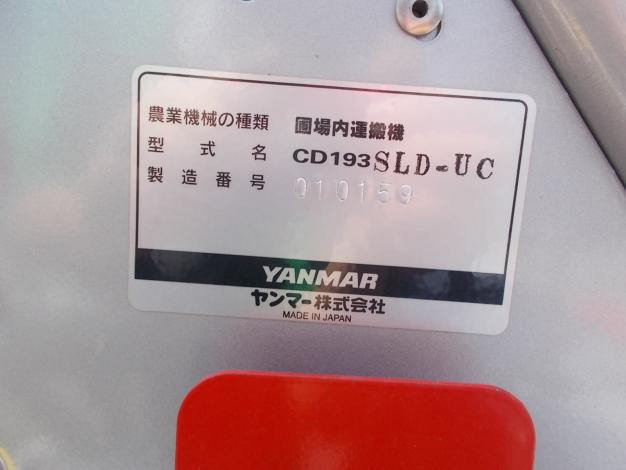 農業機械の種類 圃場内運搬機
型式名 CD193SLD-UC
製造番号 010159
YANMAR
ヤンマー株式会社
MADE IN JAPAN